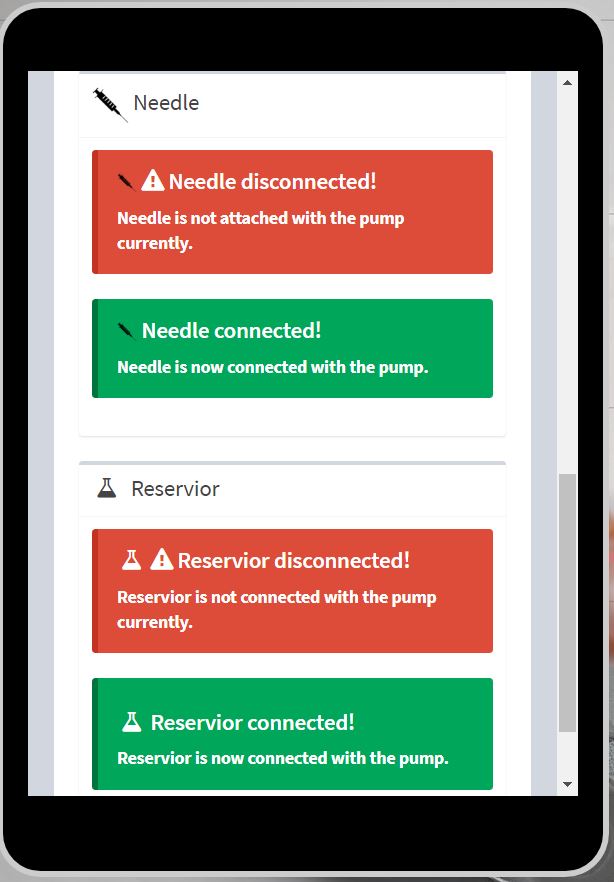 Needle
Needle disconnected!
Needle is not attached with the pump
currently.
Needle connected!
Needle is now connected with the pump.
Reservior
Reservior disconnected!
Reservior is not connected with the pump
currently.
Reservior connected!
Reservior is now connected with the pump.